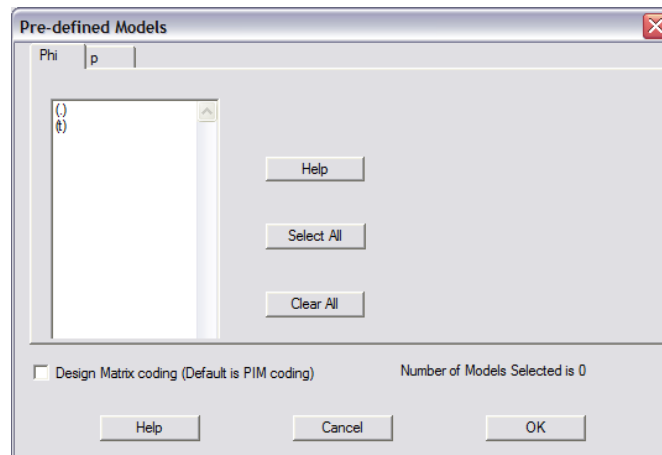 Pre-defined Models
Phi
p
(.)
(t)
Help
Select All
Clear All
Design Matrix coding (Default is PIM coding)
Number of Models Selected is 0
Help
Cancel
OK